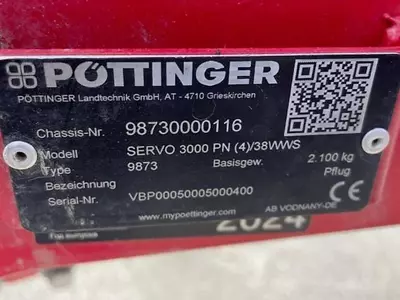 PÖTTINGER
PÖTTINGER Landtechnik GmbH, AT - 4710 Grieskirchen
Chassis-Nr. 98730000116
Modell SERVO 3000 PN (4)/38WWS
Type 9873 Basisgew. 2.100 kg
Bezeichnung Pflug
Serial-Nr. VBP00050005000400
www.mypoettinger.com AB VODNANY-DE
2024